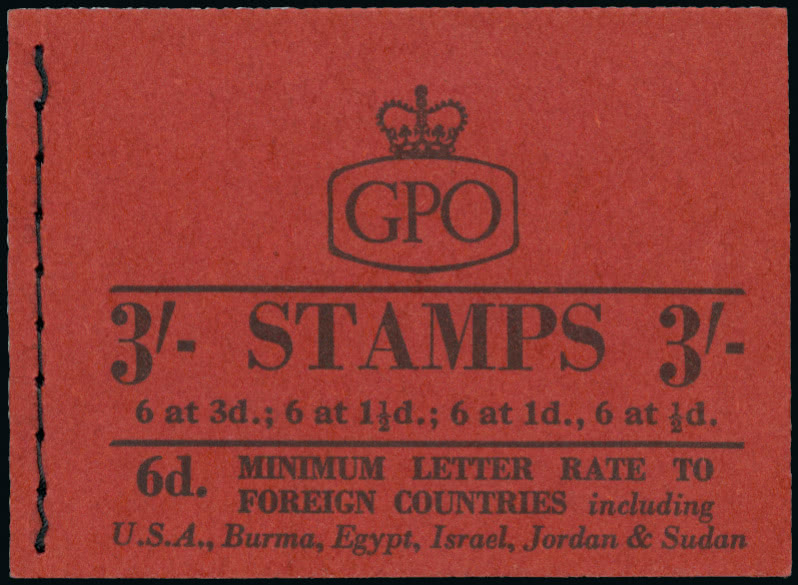 GPO
3/- STAMPS 3/-
6 at 3d.; 6 at 1½d.; 6 at 1d., 6 at ½d.
6d. MINIMUM LETTER RATE TO
FOREIGN COUNTRIES including
U.S.A., Burma, Egypt, Israel, Jordan & Sudan